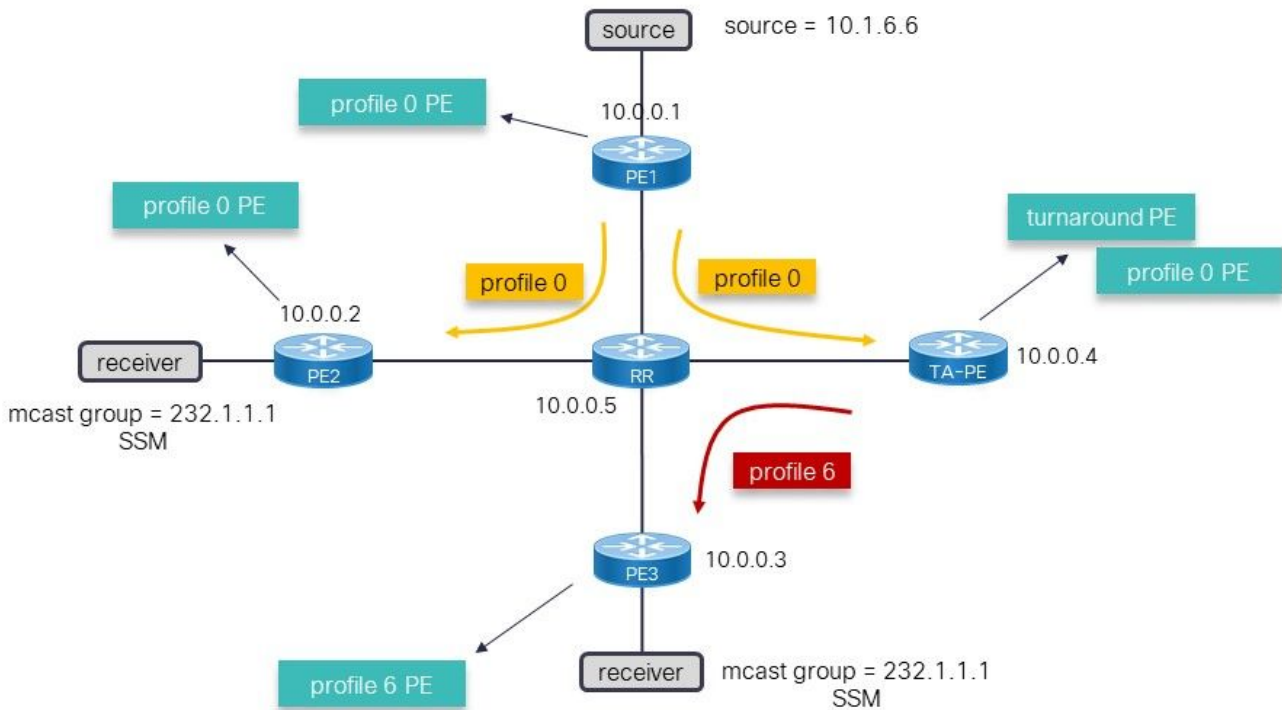 source
source = 10.1.6.6
profile 0 PE
10.0.0.1
PE1
profile 0 PE
turnaround PE
profile 0 PE
profile 0
profile 0
10.0.0.2
receiver
PE2
RR
TA-PE
10.0.0.4
mcast group = 232.1.1.1
SSM
10.0.0.5
profile 6
PE3
10.0.0.3
profile 6 PE
receiver
mcast group = 232.1.1.1
SSM